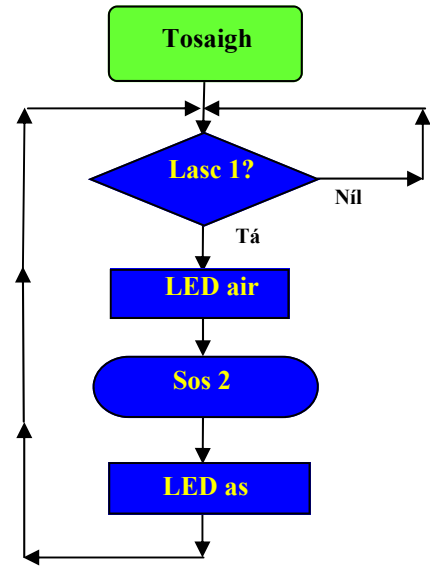 Tosaigh
Lasc 1?
Níl
Tá
LED air
Sos 2
LED as